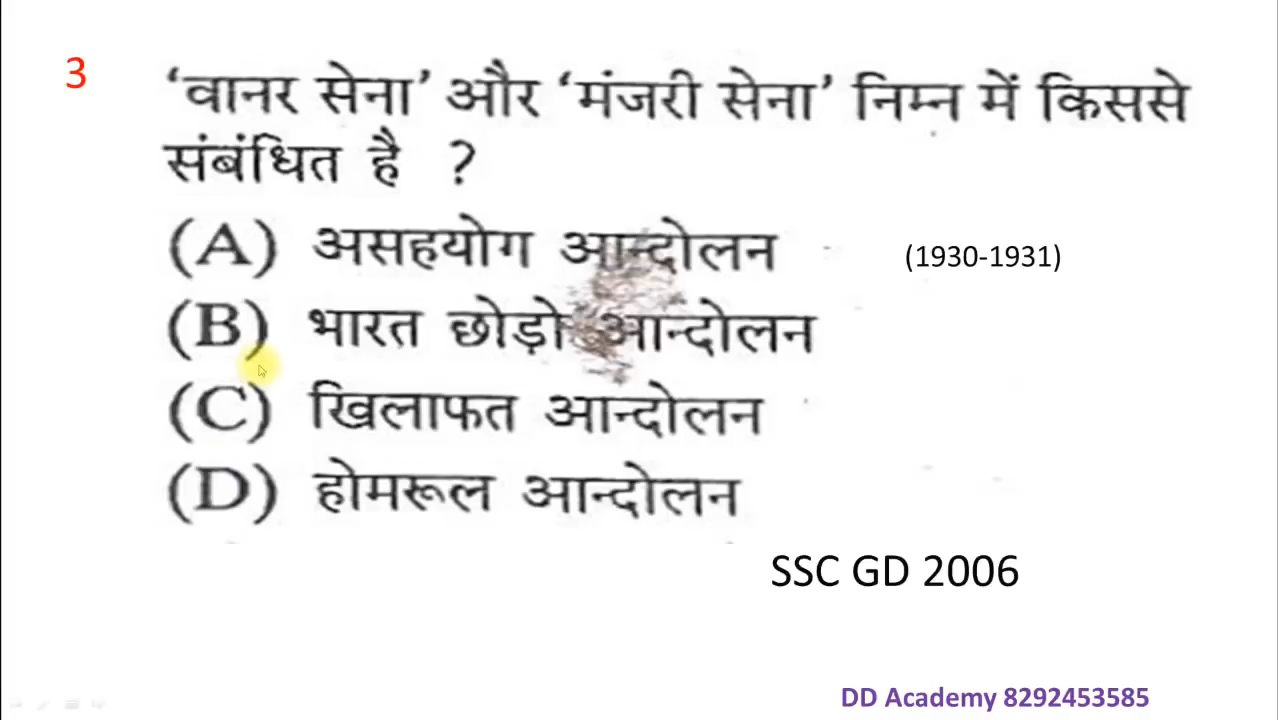 3
‘वानर सेना’ और ‘मंजरी सेना’ निम्न में किससे
संबंधित है ?
(A) असहयोग आन्दोलन
(1930-1931)
(B) भारत छोड़ो आन्दोलन
(C) खिलाफत आन्दोलन
(D) होमरूल आन्दोलन
SSC GD 2006
DD Academy 8292453585